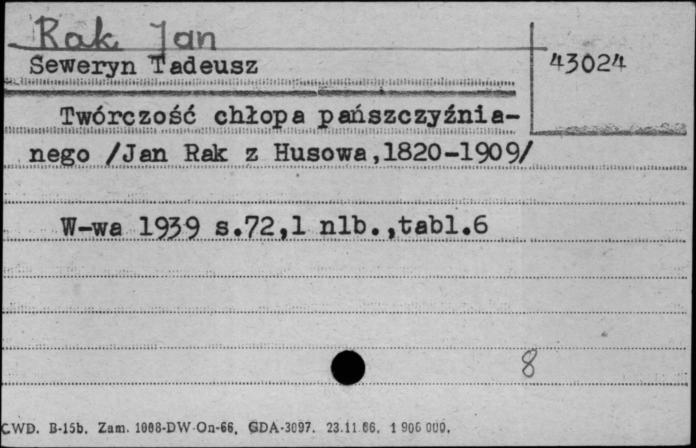 Rak Jan
Seweryn Tadeusz
43024
Twórczość chłopa pańszczyźnia-
nego /Jan Rak z Husowa,1820-1909/
W-wa 1939 s.72,1 nlb.,tabl.6
8
CWD. B-15b. Zam. 1008-DW-On-66. GDA-3097. 23.11.66. 1 900 000.